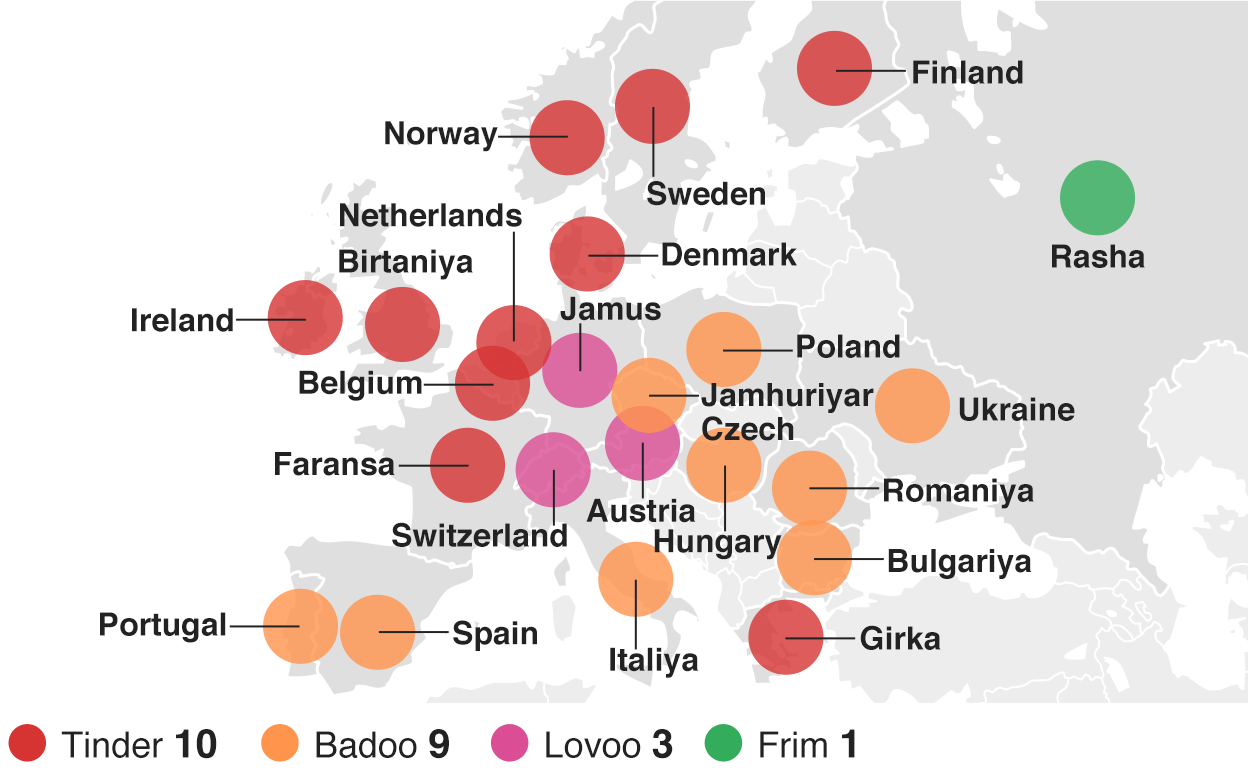 Finland
Norway
Sweden
Netherlands
Rasha
Denmark
Birtaniya
Jamus
Ireland
Poland
Belgium
Jamhuriyar
Czech
Ukraine
Faransa
Romaniya
Austria
Switzerland
Hungary
Bulgariya
Portugal
Spain
Girka
Italiya
Tinder 10
Badoo 9
Lovoo 3
Frim 1